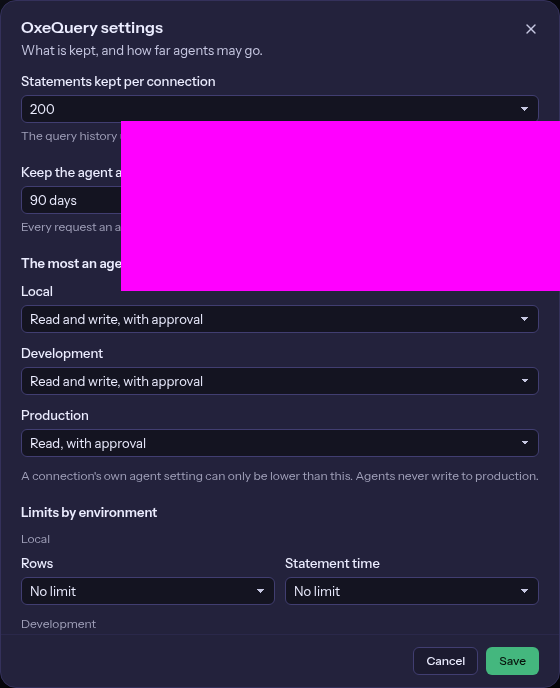 OxeQuery settings
What is kept, and how far agents may go.
Statements kept per connection
200
The query history
Keep the agent
90 days
Every request an
The most an
Local
Read and write, with approval
Development
Read and write, with approval
Production
Read, with approval
A connection's own agent setting can only be lower than this. Agents never write to production.
Limits by environment
Local
Rows Statement time
No limit No limit
Development
Cancel Save